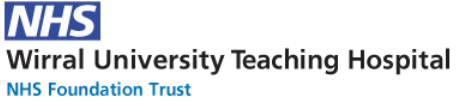 NHS
Wirral University Teaching Hospital
NHS Foundation Trust